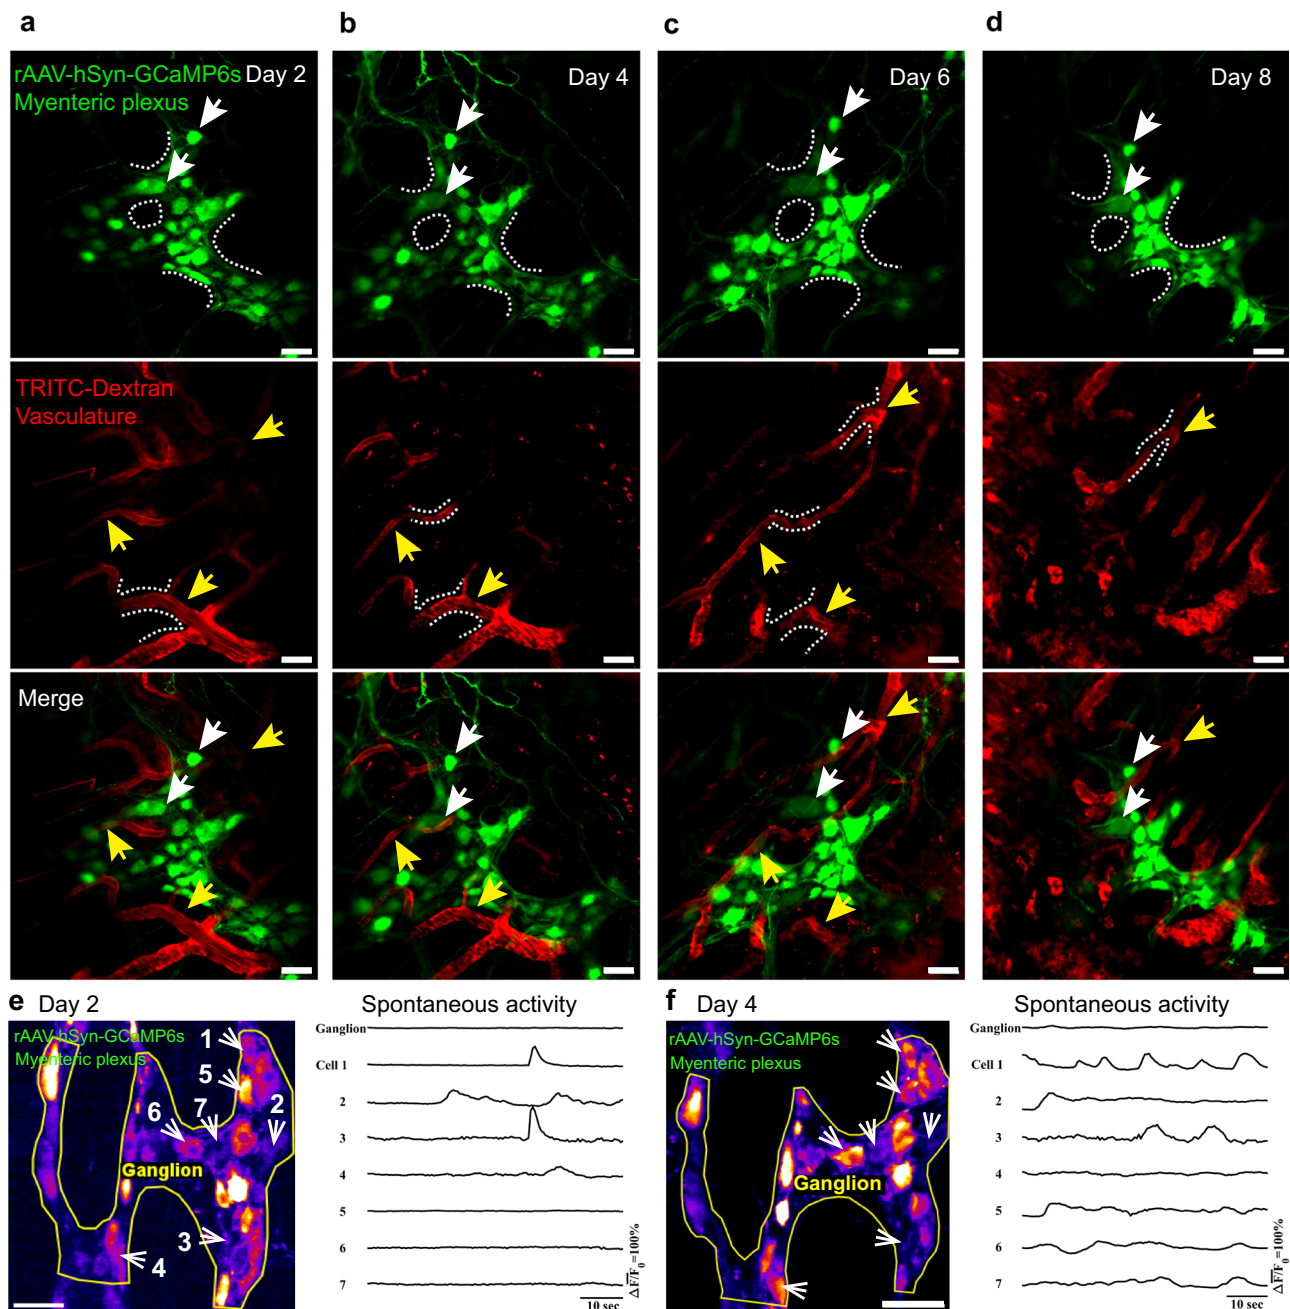 a
b
c
d
rAAV-hSyn-GCaMP6s
Myenteric plexus
Day 2
Day 4
Day 6
Day 8
TRITC-Dextran
Vasculature
Merge
e Day 2
Spontaneous activity
f Day 4
Spontaneous activity
rAAV-hSyn-GCaMP6s
Myenteric plexus
1
5
2
6
7
Ganglion
3
4
Ganglion
Cell 1
2
3
4
5
6
7
ΔF/F0=100%
10 sec
rAAV-hSyn-GCaMP6s
Myenteric plexus
Ganglion
Ganglion
Cell 1
2
3
4
5
6
7
ΔF/F0=100%
10 sec